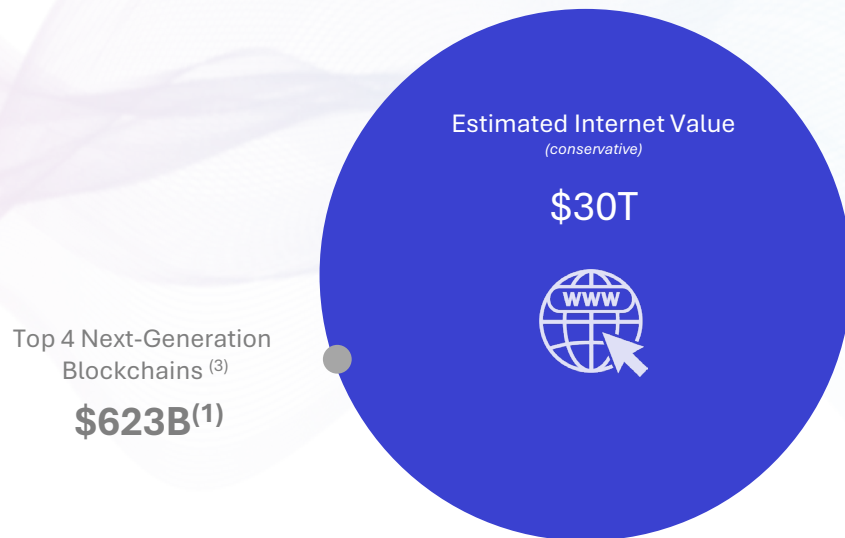 Estimated Internet Value
(conservative)
$30T
WWW
Top 4 Next-Generation
Blockchains (3)
$623B(1)